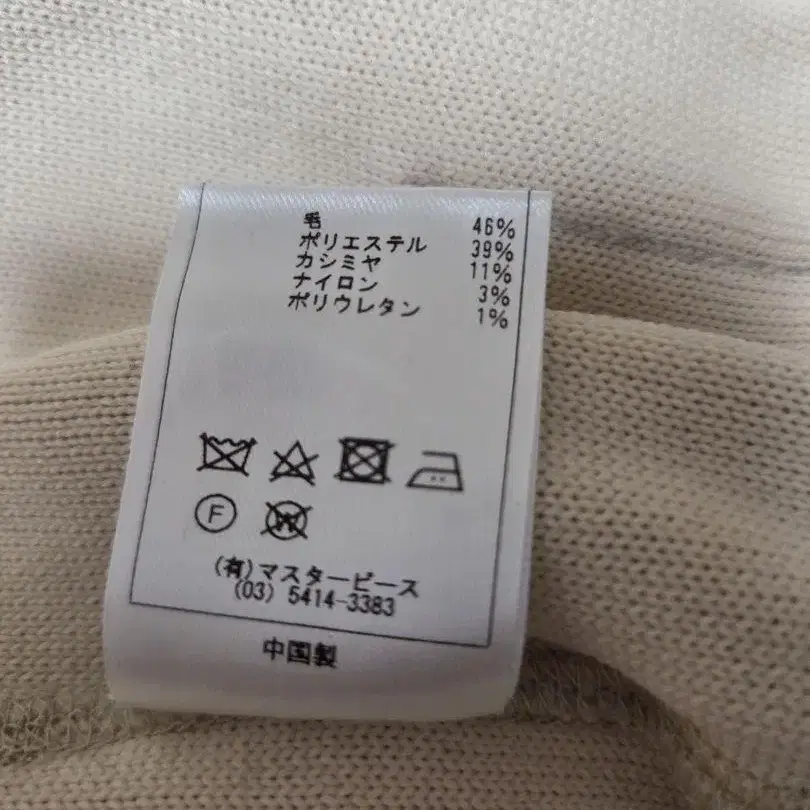 毛 46%
ポリエステル 39%
カシミヤ 11%
ナイロン 3%
ポリウレタン 1%
F
W
(有)マスターピース
(03) 5414-3383
中国製